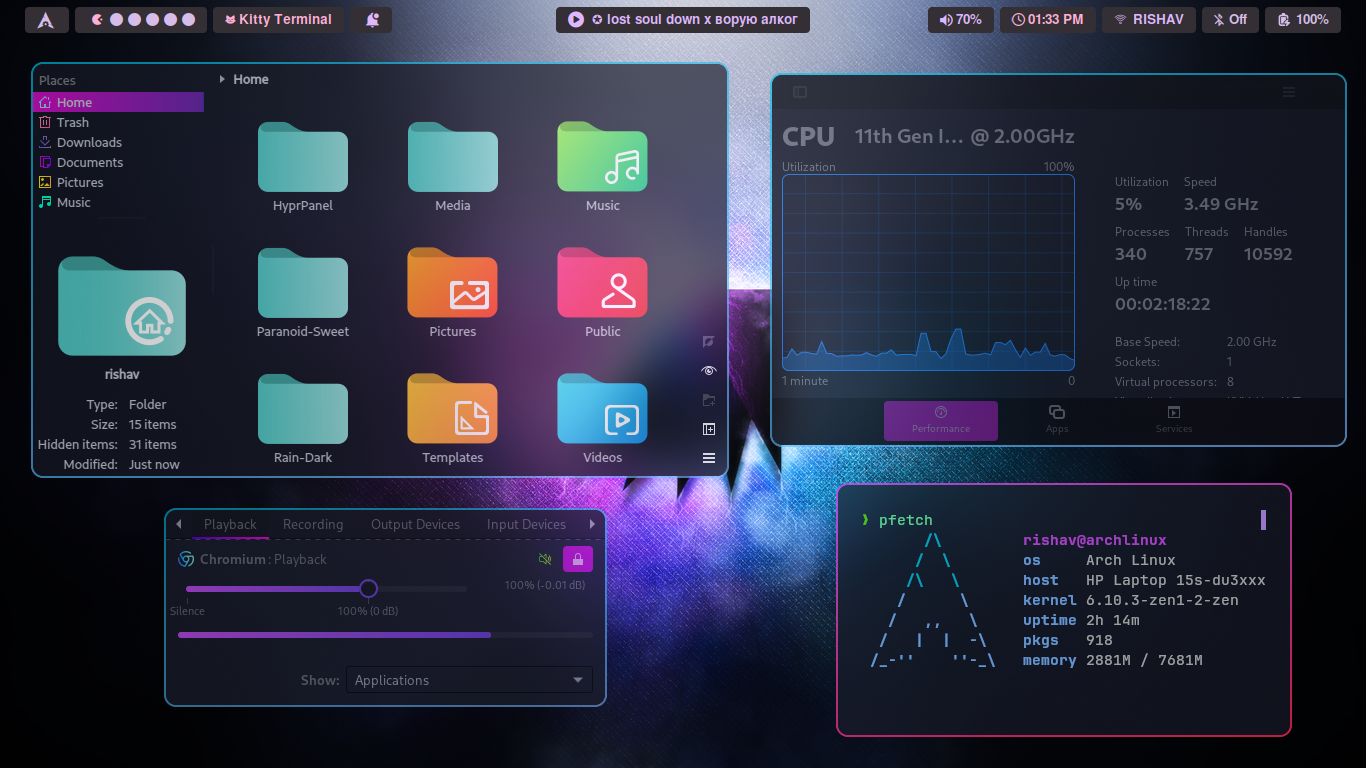 Kitty Terminal
✪ lost soul down x ворую алког
70%
01:33 PM
RISHAV
Off
100%
Places
Home
Trash
Downloads
Documents
Pictures
Music
rishav
Type: Folder
Size: 15 items
Hidden items: 31 items
Modified: Just now
Home
HyprPanel
Media
Music
Paranoid-Sweet
Pictures
Public
Rain-Dark
Templates
Videos
CPU 11th Gen I... @ 2.00GHz
Utilization 100%
1 minute 0
Utilization Speed
5% 3.49 GHz
Processes Threads Handles
340 757 10592
Up time
00:02:18:22
Base Speed: 2.00 GHz
Sockets: 1
Virtual processors: 8
Performance
Apps
Services
Playback
Recording
Output Devices
Input Devices
Chromium: Playback
100% (-0.01 dB)
Silence
100% (0 dB)
Show: Applications
❯ pfetch
rishav@archlinux
os Arch Linux
host HP Laptop 15s-du3xxx
kernel 6.10.3-zen1-2-zen
uptime 2h 14m
pkgs 918
memory 2881M / 7681M